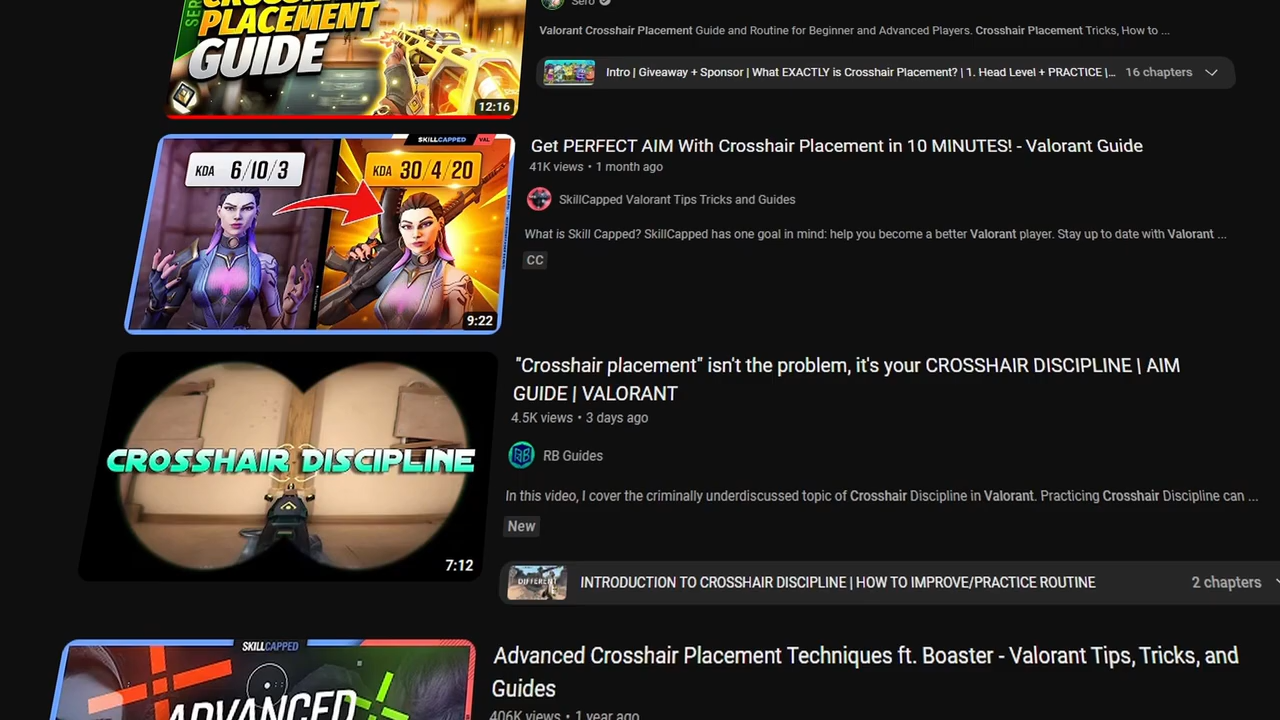 PLACEMENT
GUIDE
12:16
Sero
Valorant Crosshair Placement Guide and Routine for Beginner and Advanced Players. Crosshair Placement Tricks, How to ...
Intro | Giveaway + Sponsor | What EXACTLY is Crosshair Placement? | 1. Head Level + PRACTICE |... 16 chapters
SKILLCAPPED VAL
KDA 6/10/3
KDA 30/4/20
9:22
Get PERFECT AIM With Crosshair Placement in 10 MINUTES! - Valorant Guide
41K views • 1 month ago
SkillCapped Valorant Tips Tricks and Guides
What is Skill Capped? SkillCapped has one goal in mind: help you become a better Valorant player. Stay up to date with Valorant ...
CC
CROSSHAIR DISCIPLINE
7:12
"Crosshair placement" isn't the problem, it's your CROSSHAIR DISCIPLINE | AIM
GUIDE | VALORANT
4.5K views • 3 days ago
RB Guides
In this video, I cover the criminally underdiscussed topic of Crosshair Discipline in Valorant. Practicing Crosshair Discipline can ...
New
DIFFERENT
INTRODUCTION TO CROSSHAIR DISCIPLINE | HOW TO IMPROVE/PRACTICE ROUTINE 2 chapters
SKILLCAPPED
ADVANCED
Advanced Crosshair Placement Techniques ft. Boaster - Valorant Tips, Tricks, and
Guides
406K views • 1 year ago